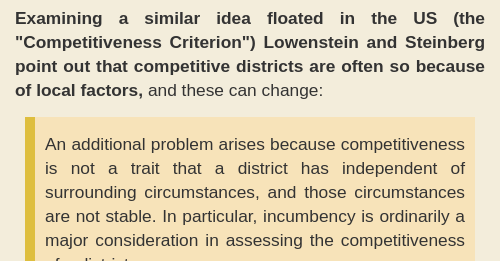 Examining a similar idea floated in the US (the
"Competitiveness Criterion") Lowenstein and Steinberg
point out that competitive districts are often so because
of local factors, and these can change:
An additional problem arises because competitiveness
is not a trait that a district has independent of
surrounding circumstances, and those circumstances
are not stable. In particular, incumbency is ordinarily a
major consideration in assessing the competitiveness